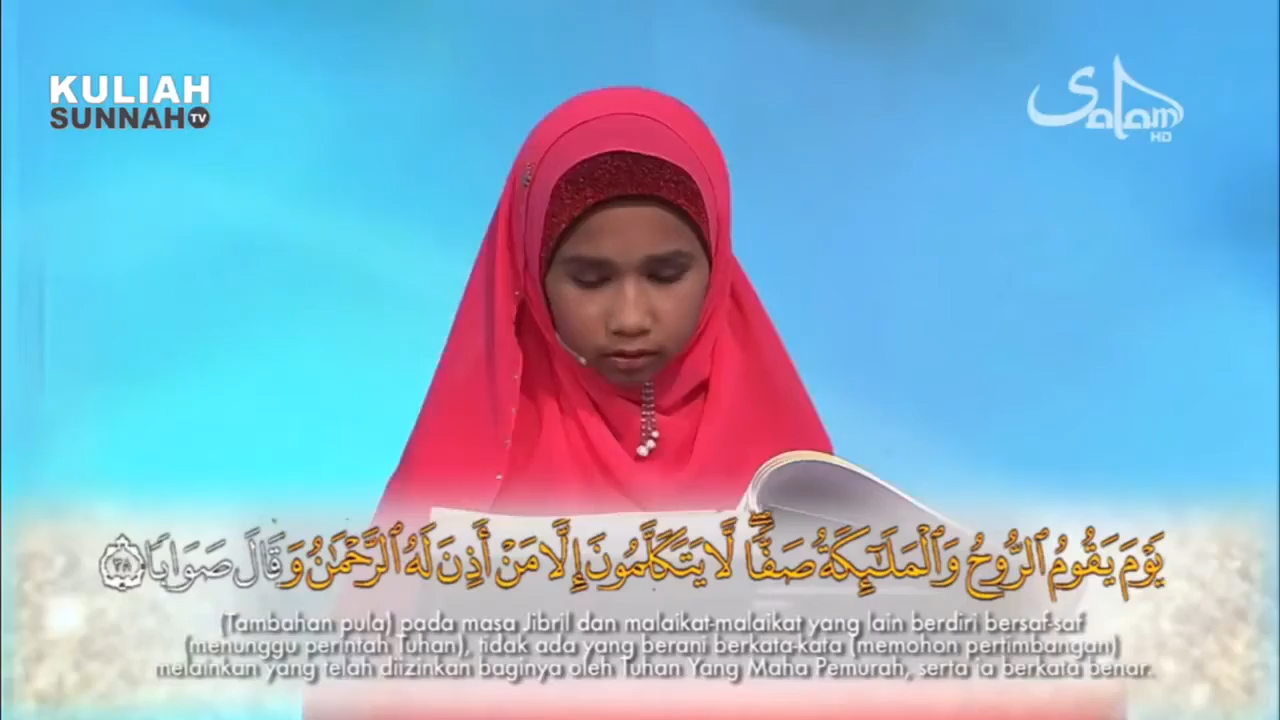 KULIAH
SUNNAH TV
Salam
HD
يَوْمَ يَقُومُ ٱلرُّوحُ وَٱلْمَلَٰٓئِكَةُ صَفًّا ۖ لَّا يَتَكَلَّمُونَ إِلَّا مَنْ أَذِنَ لَهُ ٱلرَّحْمَٰنُ وَقَالَ صَوَابًا ٣٨
(Tambahan pula) pada masa Jibril dan malaikat-malaikat yang lain berdiri bersaf-saf
(menunggu perintah Tuhan), tidak ada yang berani berkata-kata (memohon pertimbangan)
melainkan yang telah diizinkan baginya oleh Tuhan Yang Maha Pemurah, serta ia berkata benar.